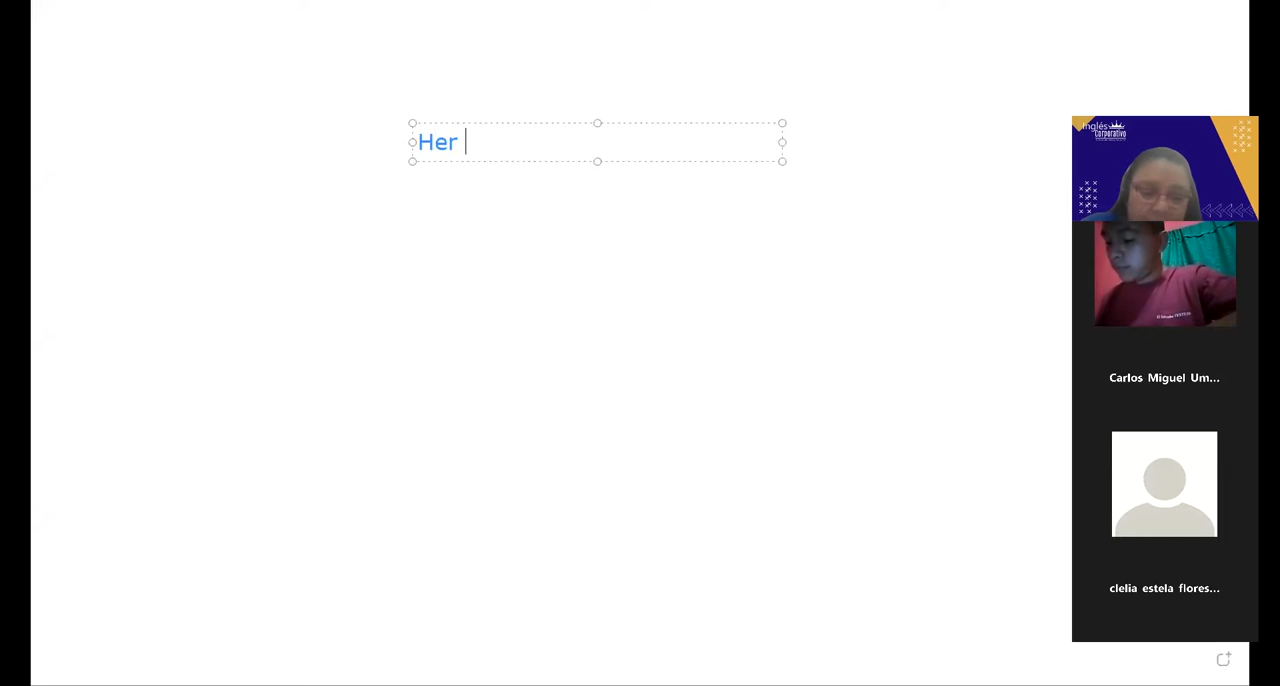 Her
Inglés
Corporativo
Carlos Miguel Um...
clelia estela flores...